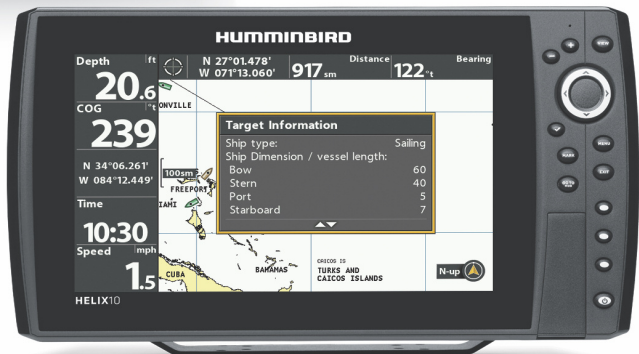 HUMMINBIRD
Depth ft
20.6
N 27°01.478'
W 071°13.060'
Distance
917 sm
Bearing
122 °t
COG °t
239
N 34°06.261'
W 084°12.449'
Time
10:30
Speed mph
1.5
ONVILLE
100sm
FREEPORT
IAMI
CUBA
BAHAMAS
CAICOS IS
TURKS AND
CAICOS ISLANDS
N-up
Target Information
Ship type: Sailing
Ship Dimension / vessel length:
Bow 60
Stern 40
Port 5
Starboard 7
VIEW
MENU
MARK
EXIT
HELIX10